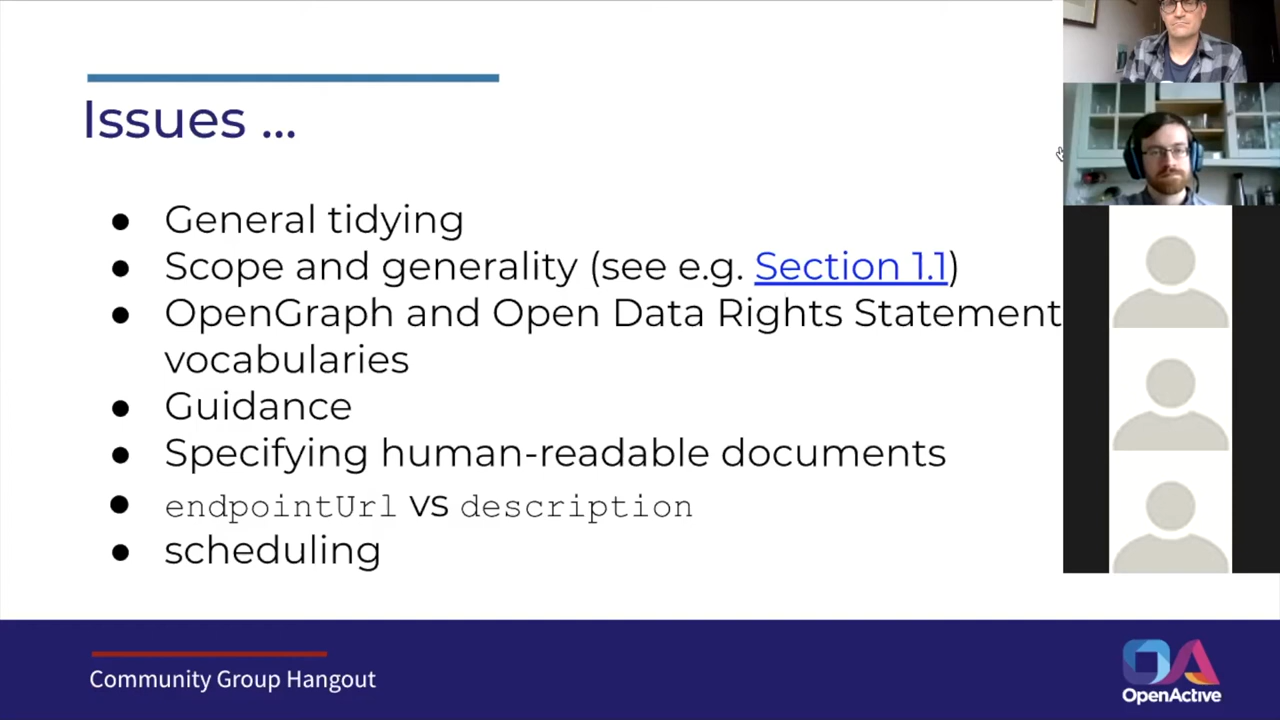 Issues ...
● General tidying
● Scope and generality (see e.g. Section 1.1)
● OpenGraph and Open Data Rights Statement
vocabularies
● Guidance
● Specifying human-readable documents
● endpointUrl vs description
● scheduling
Community Group Hangout
OA
OpenActive